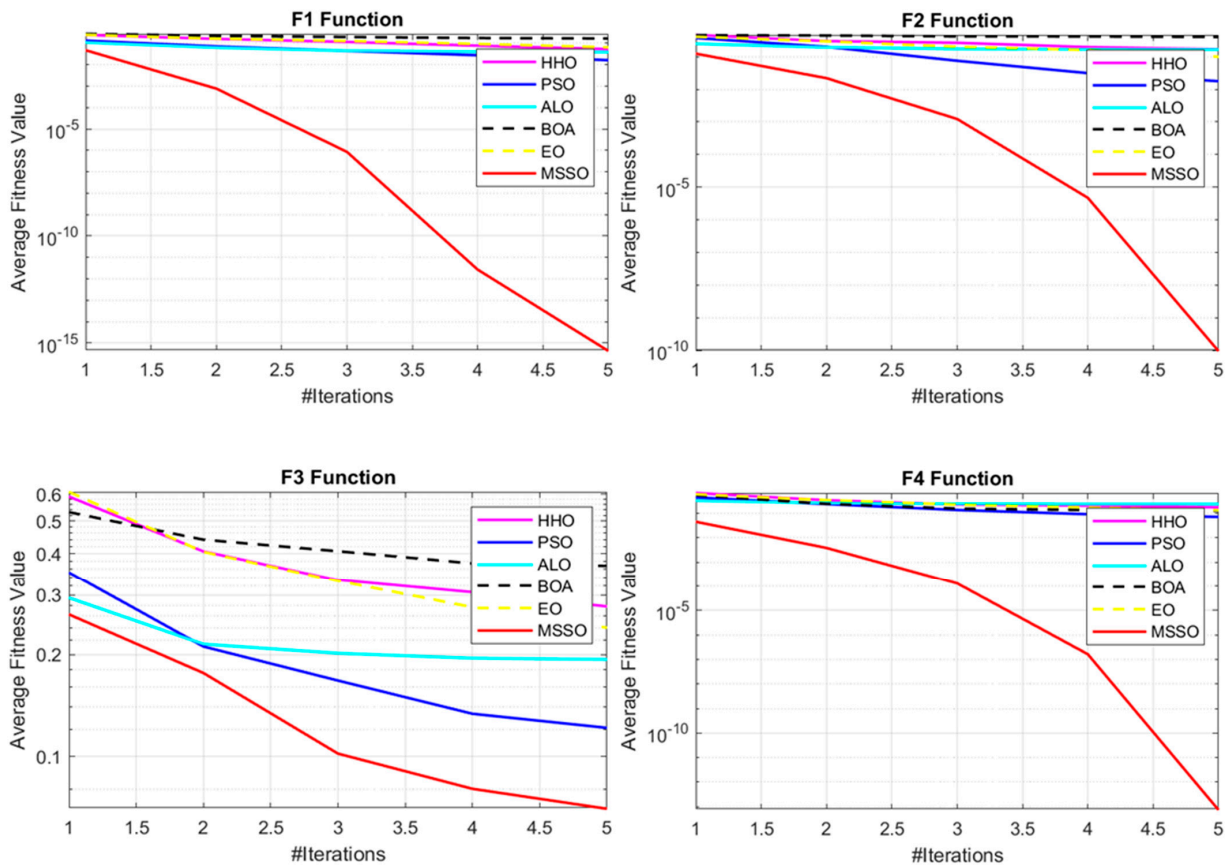 F1 Function
Average Fitness Value
10^-5
10^-10
10^-15
1 1.5 2 2.5 3 3.5 4 4.5 5
#Iterations
HHO
PSO
ALO
BOA
EO
MSSO
F2 Function
Average Fitness Value
10^-5
10^-10
1 1.5 2 2.5 3 3.5 4 4.5 5
#Iterations
HHO
PSO
ALO
BOA
EO
MSSO
F3 Function
Average Fitness Value
0.6
0.5
0.4
0.3
0.2
0.1
1 1.5 2 2.5 3 3.5 4 4.5 5
#Iterations
HHO
PSO
ALO
BOA
EO
MSSO
F4 Function
Average Fitness Value
10^-5
10^-10
1 1.5 2 2.5 3 3.5 4 4.5 5
#Iterations
HHO
PSO
ALO
BOA
EO
MSSO